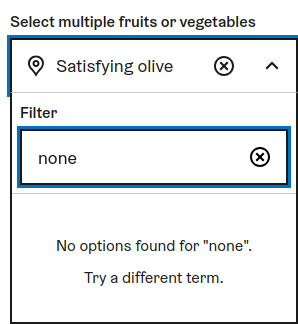 Select multiple fruits or vegetables
Satisfying olive
Filter
none
No options found for "none".
Try a different term.